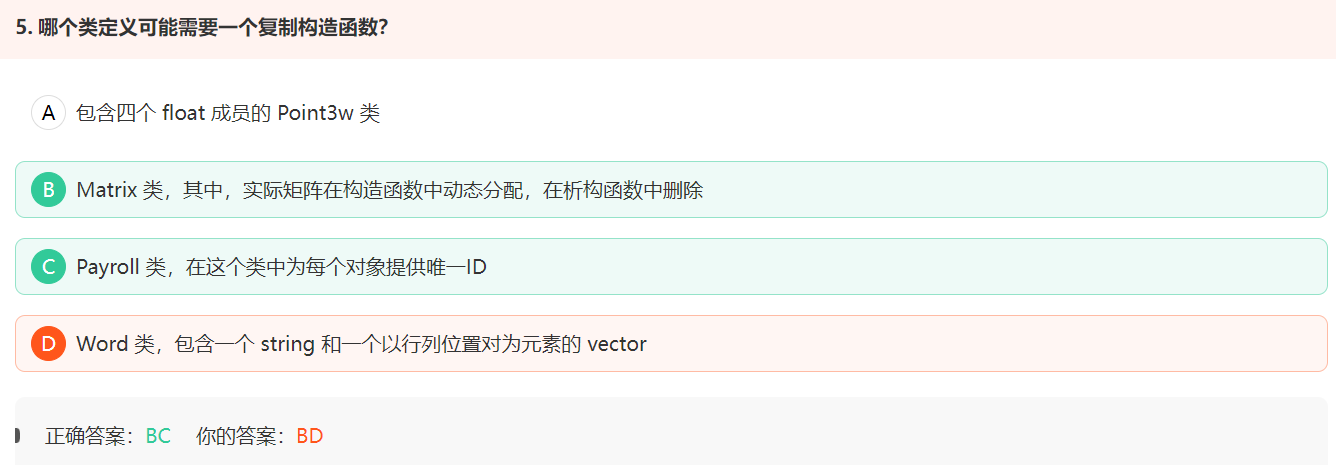 5. 哪个类定义可能需要一个复制构造函数?
A 包含四个 float 成员的 Point3w 类
B Matrix 类，其中，实际矩阵在构造函数中动态分配，在析构函数中删除
C Payroll 类，在这个类中为每个对象提供唯一ID
D Word 类，包含一个 string 和一个以行列位置对为元素的 vector
正确答案：BC 你的答案：BD